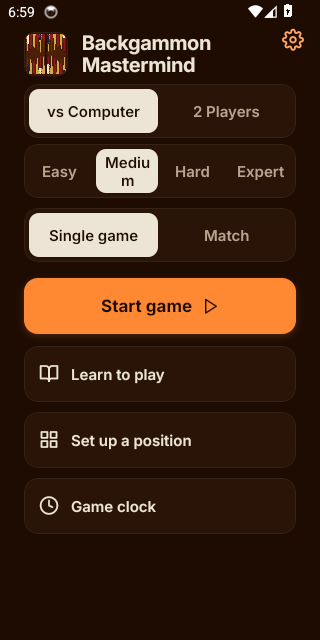 6:59
Backgammon
Mastermind
vs Computer 2 Players
Easy Mediu
m Hard Expert
Single game Match
Start game
Learn to play
Set up a position
Game clock